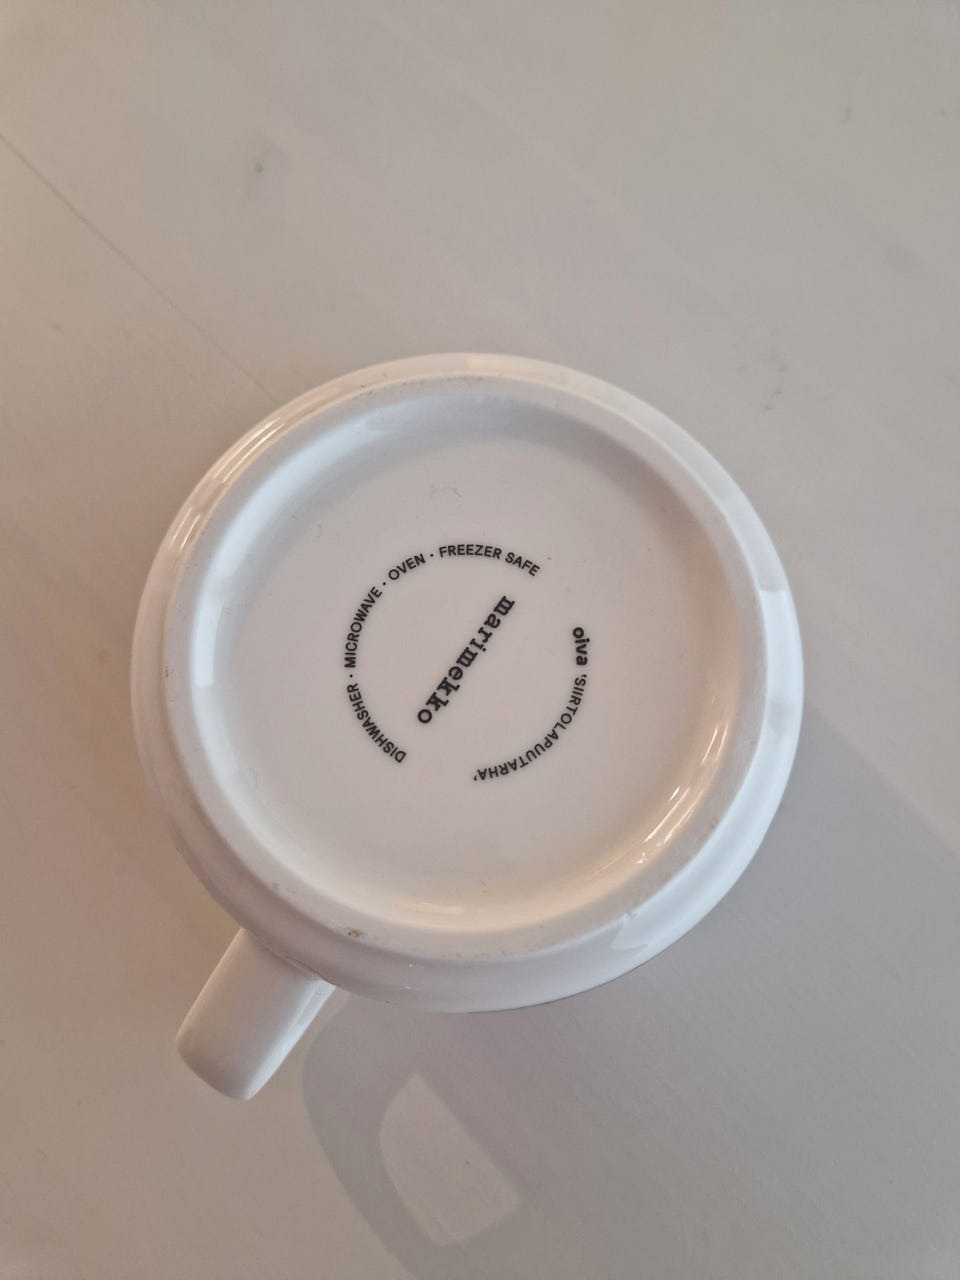 DISHWASHER · MICROWAVE · OVEN · FREEZER SAFE
marimekko
oiva 'SIIRTOLAPUUTARHA'